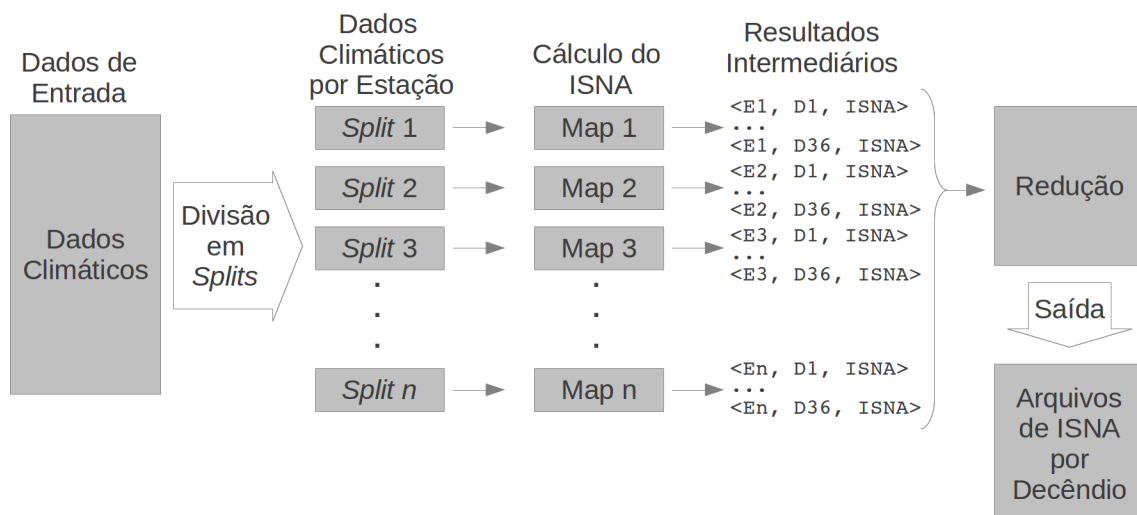 Dados de
Entrada
Dados
Climáticos
Divisão
em
Splits
Dados
Climáticos
por Estação
Split 1
Split 2
Split 3
.
.
.
Split n
Cálculo do
ISNA
Map 1
Map 2
Map 3
.
.
.
Map n
Resultados
Intermediários
<E1, D1, ISNA>
...
<E1, D36, ISNA>
<E2, D1, ISNA>
...
<E2, D36, ISNA>
<E3, D1, ISNA>
...
<E3, D36, ISNA>
<En, D1, ISNA>
...
<En, D36, ISNA>
Redução
Saída
Arquivos
de ISNA
por
Decêndio